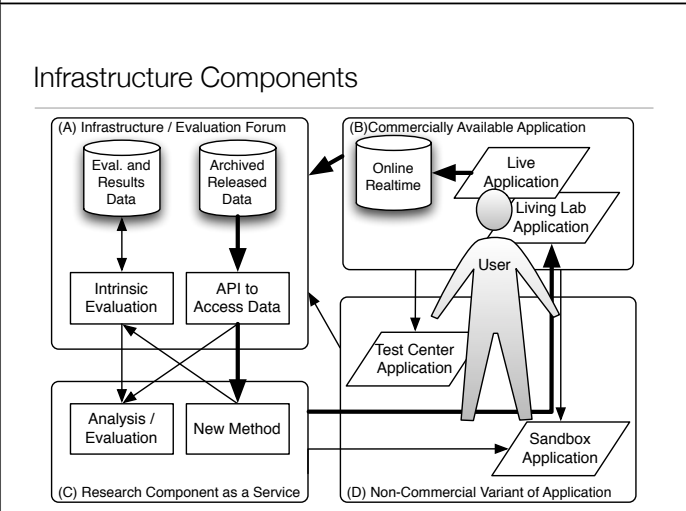 Infrastructure Components
(A) Infrastructure / Evaluation Forum
Eval. and
Results
Data
Archived
Released
Data
Intrinsic
Evaluation
API to
Access Data
(B)Commercially Available Application
Online
Realtime
Live
Application
Living Lab
Application
User
Test Center
Application
Analysis /
Evaluation
New Method
Sandbox
Application
(C) Research Component as a Service
(D) Non-Commercial Variant of Application